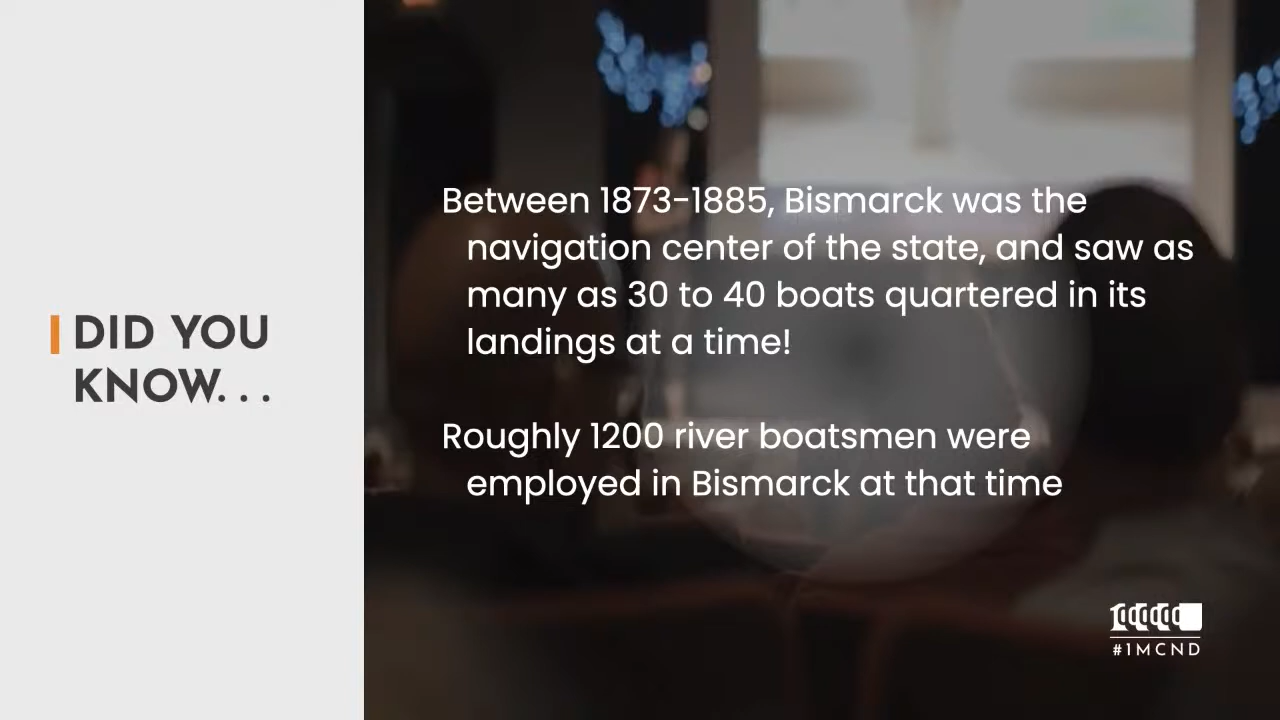 DID YOU
KNOW...
Between 1873-1885, Bismarck was the
navigation center of the state, and saw as
many as 30 to 40 boats quartered in its
landings at a time!
Roughly 1200 river boatsmen were
employed in Bismarck at that time
#1MCND